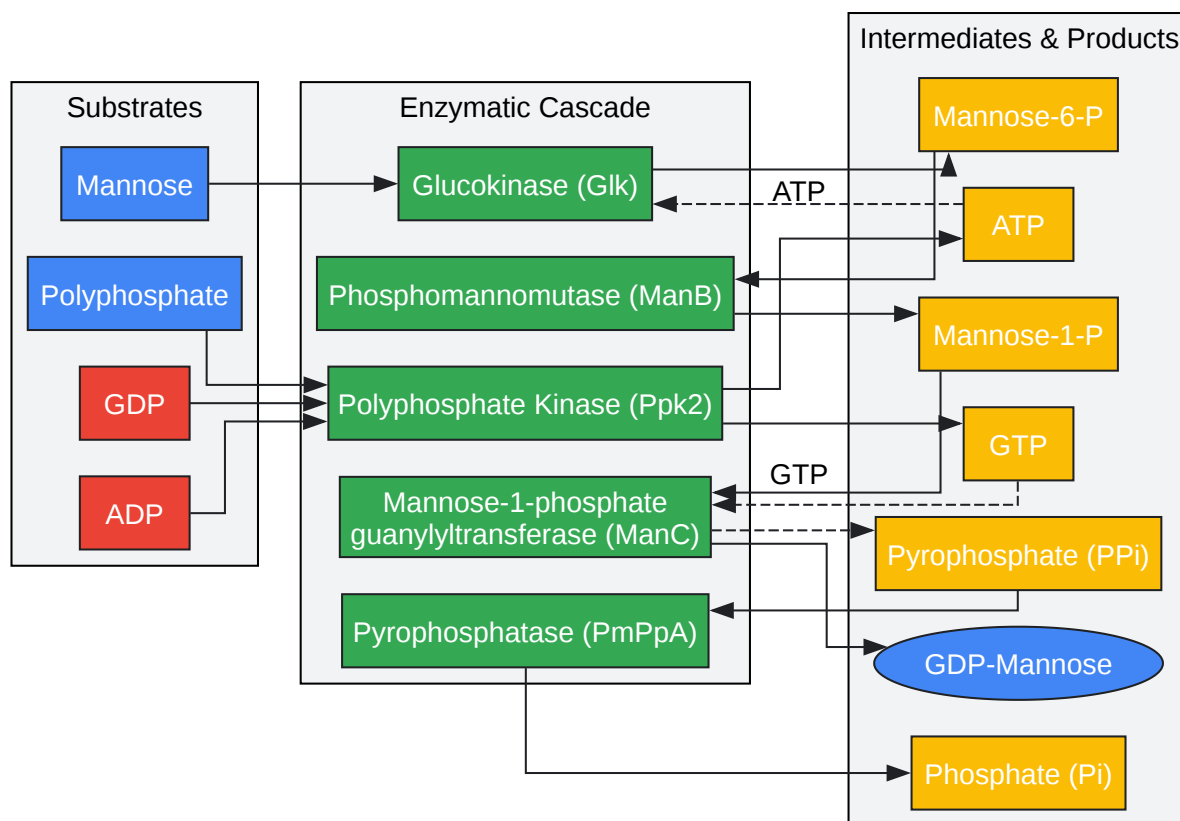 Substrates
Mannose
Polyphosphate
GDP
ADP
Enzymatic Cascade
Glucokinase (Glk)
Phosphomannomutase (ManB)
Polyphosphate Kinase (Ppk2)
Mannose-1-phosphate
guanylyltransferase (ManC)
Pyrophosphatase (PmPpA)
ATP
GTP
Intermediates & Products
Mannose-6-P
ATP
Mannose-1-P
GTP
Pyrophosphate (PPi)
GDP-Mannose
Phosphate (Pi)